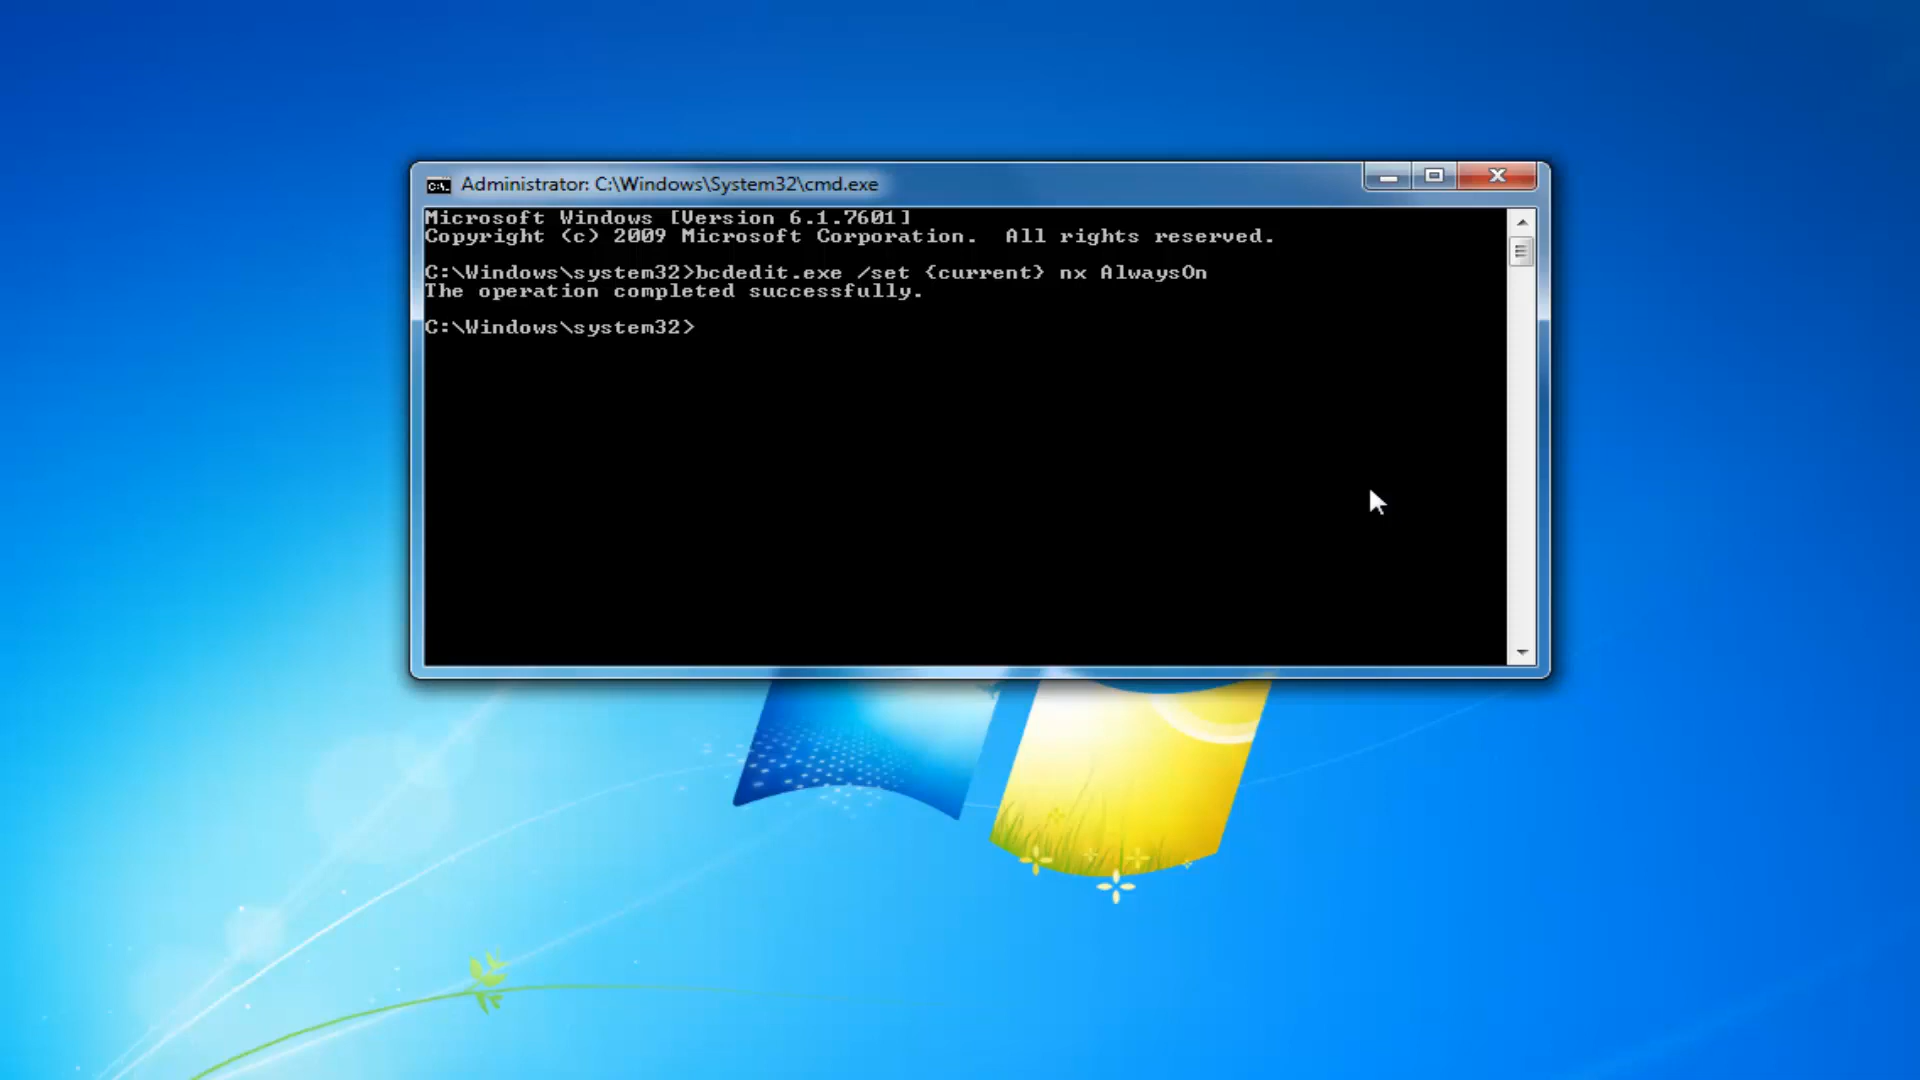 Administrator: C:\Windows\System32\cmd.exe
Microsoft Windows [Version 6.1.7601]
Copyright (c) 2009 Microsoft Corporation.  All rights reserved.
C:\Windows\system32>bcdedit.exe /set {current} nx AlwaysOn
The operation completed successfully.
C:\Windows\system32>